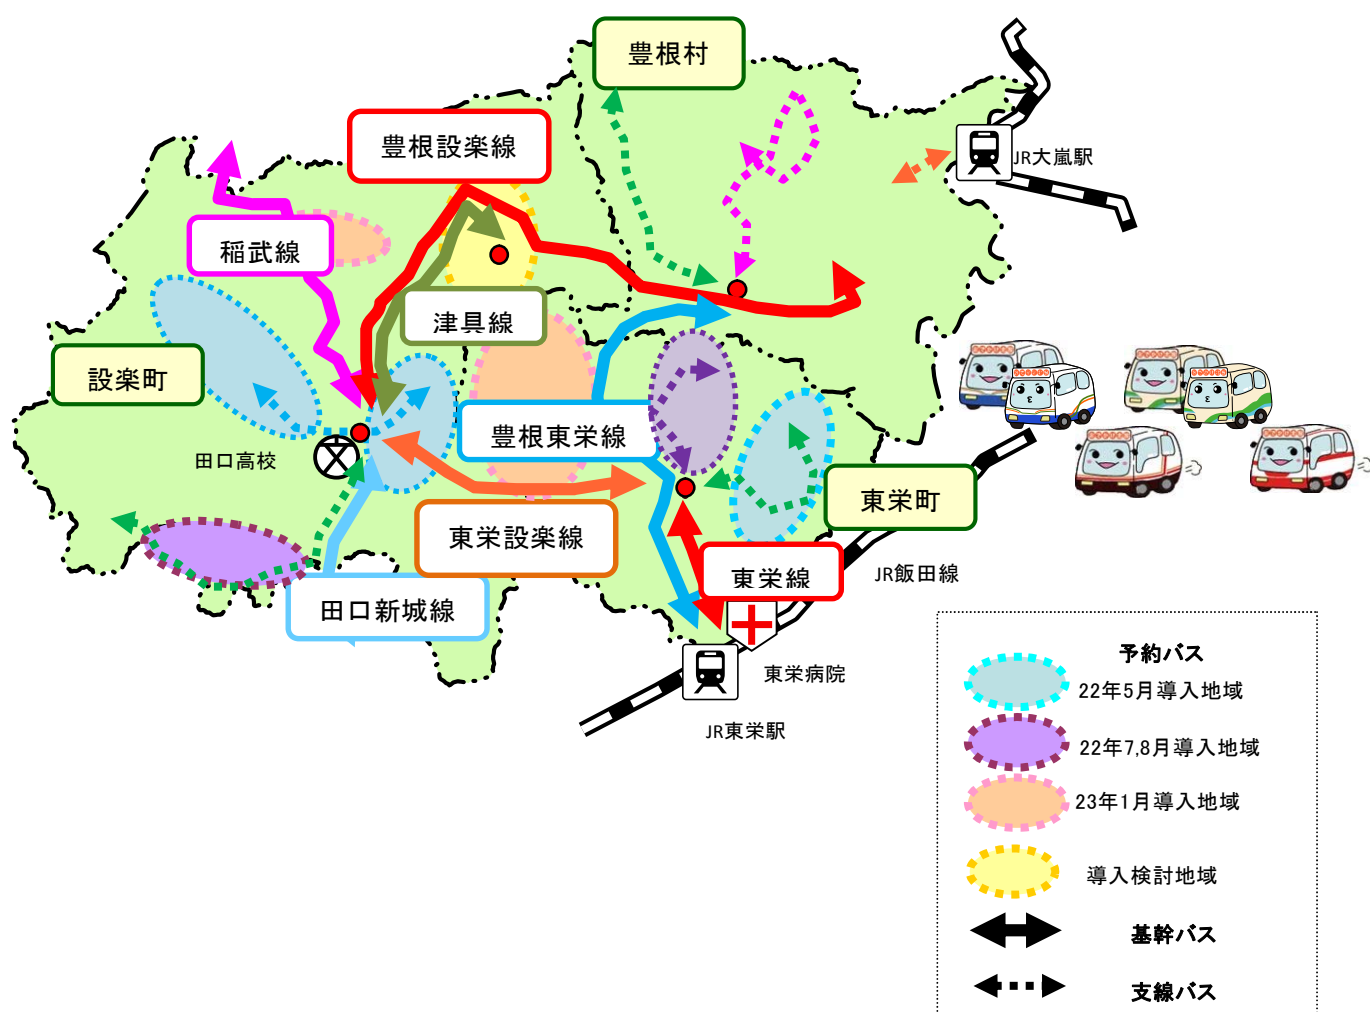 豊根村
豊根設楽線
JR大嵐駅
稲武線
津具線
設楽町
豊根東栄線
田口高校
文
東栄町
東栄設楽線
東栄線
JR飯田線
田口新城線
東栄病院
JR東栄駅
予約バス
22年5月導入地域
22年7,8月導入地域
23年1月導入地域
導入検討地域
基幹バス
支線バス